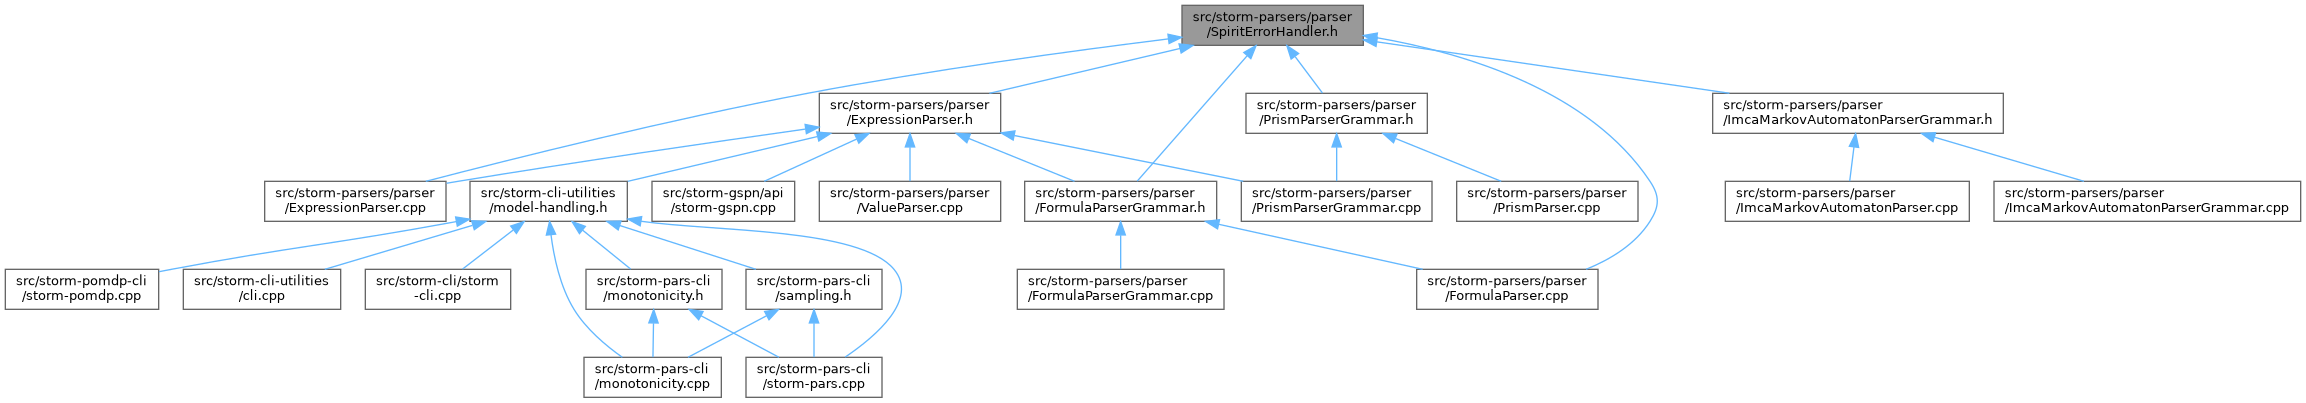 src/storm-parsers/parser
/SpiritErrorHandler.h
src/storm-parsers/parser
/ExpressionParser.h
src/storm-parsers/parser
/PrismParserGrammar.h
src/storm-parsers/parser
/ImcaMarkovAutomatonParserGrammar.h
src/storm-parsers/parser
/ExpressionParser.cpp
src/storm-cli-utilities
/model-handling.h
src/storm-gspn/api
/storm-gspn.cpp
src/storm-parsers/parser
/ValueParser.cpp
src/storm-parsers/parser
/FormulaParserGrammar.h
src/storm-parsers/parser
/PrismParserGrammar.cpp
src/storm-parsers/parser
/PrismParser.cpp
src/storm-parsers/parser
/ImcaMarkovAutomatonParser.cpp
src/storm-parsers/parser
/ImcaMarkovAutomatonParserGrammar.cpp
src/storm-pomdp-cli
/storm-pomdp.cpp
src/storm-cli-utilities
/cli.cpp
src/storm-cli/storm
-cli.cpp
src/storm-pars-cli
/monotonicity.h
src/storm-pars-cli
/sampling.h
src/storm-parsers/parser
/FormulaParserGrammar.cpp
src/storm-parsers/parser
/FormulaParser.cpp
src/storm-pars-cli
/monotonicity.cpp
src/storm-pars-cli
/storm-pars.cpp